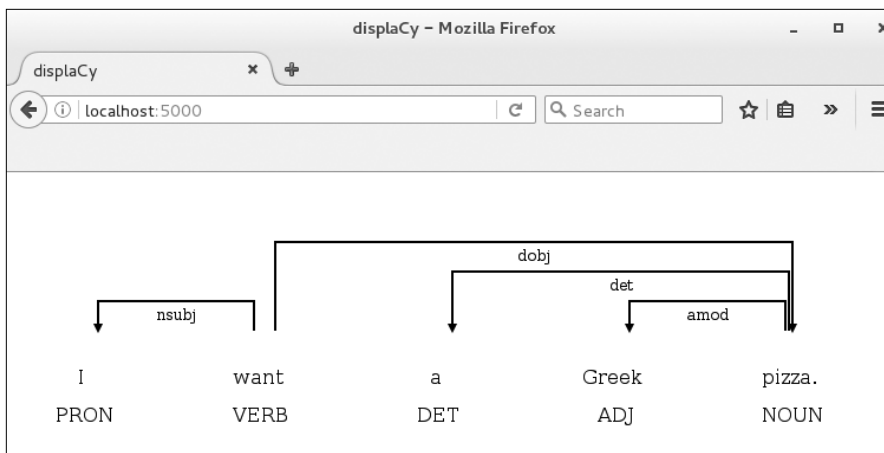 displaCy - Mozilla Firefox
displaCy
localhost:5000 Search
dobj
det
nsubj amod
I want a Greek pizza.
PRON VERB DET ADJ NOUN